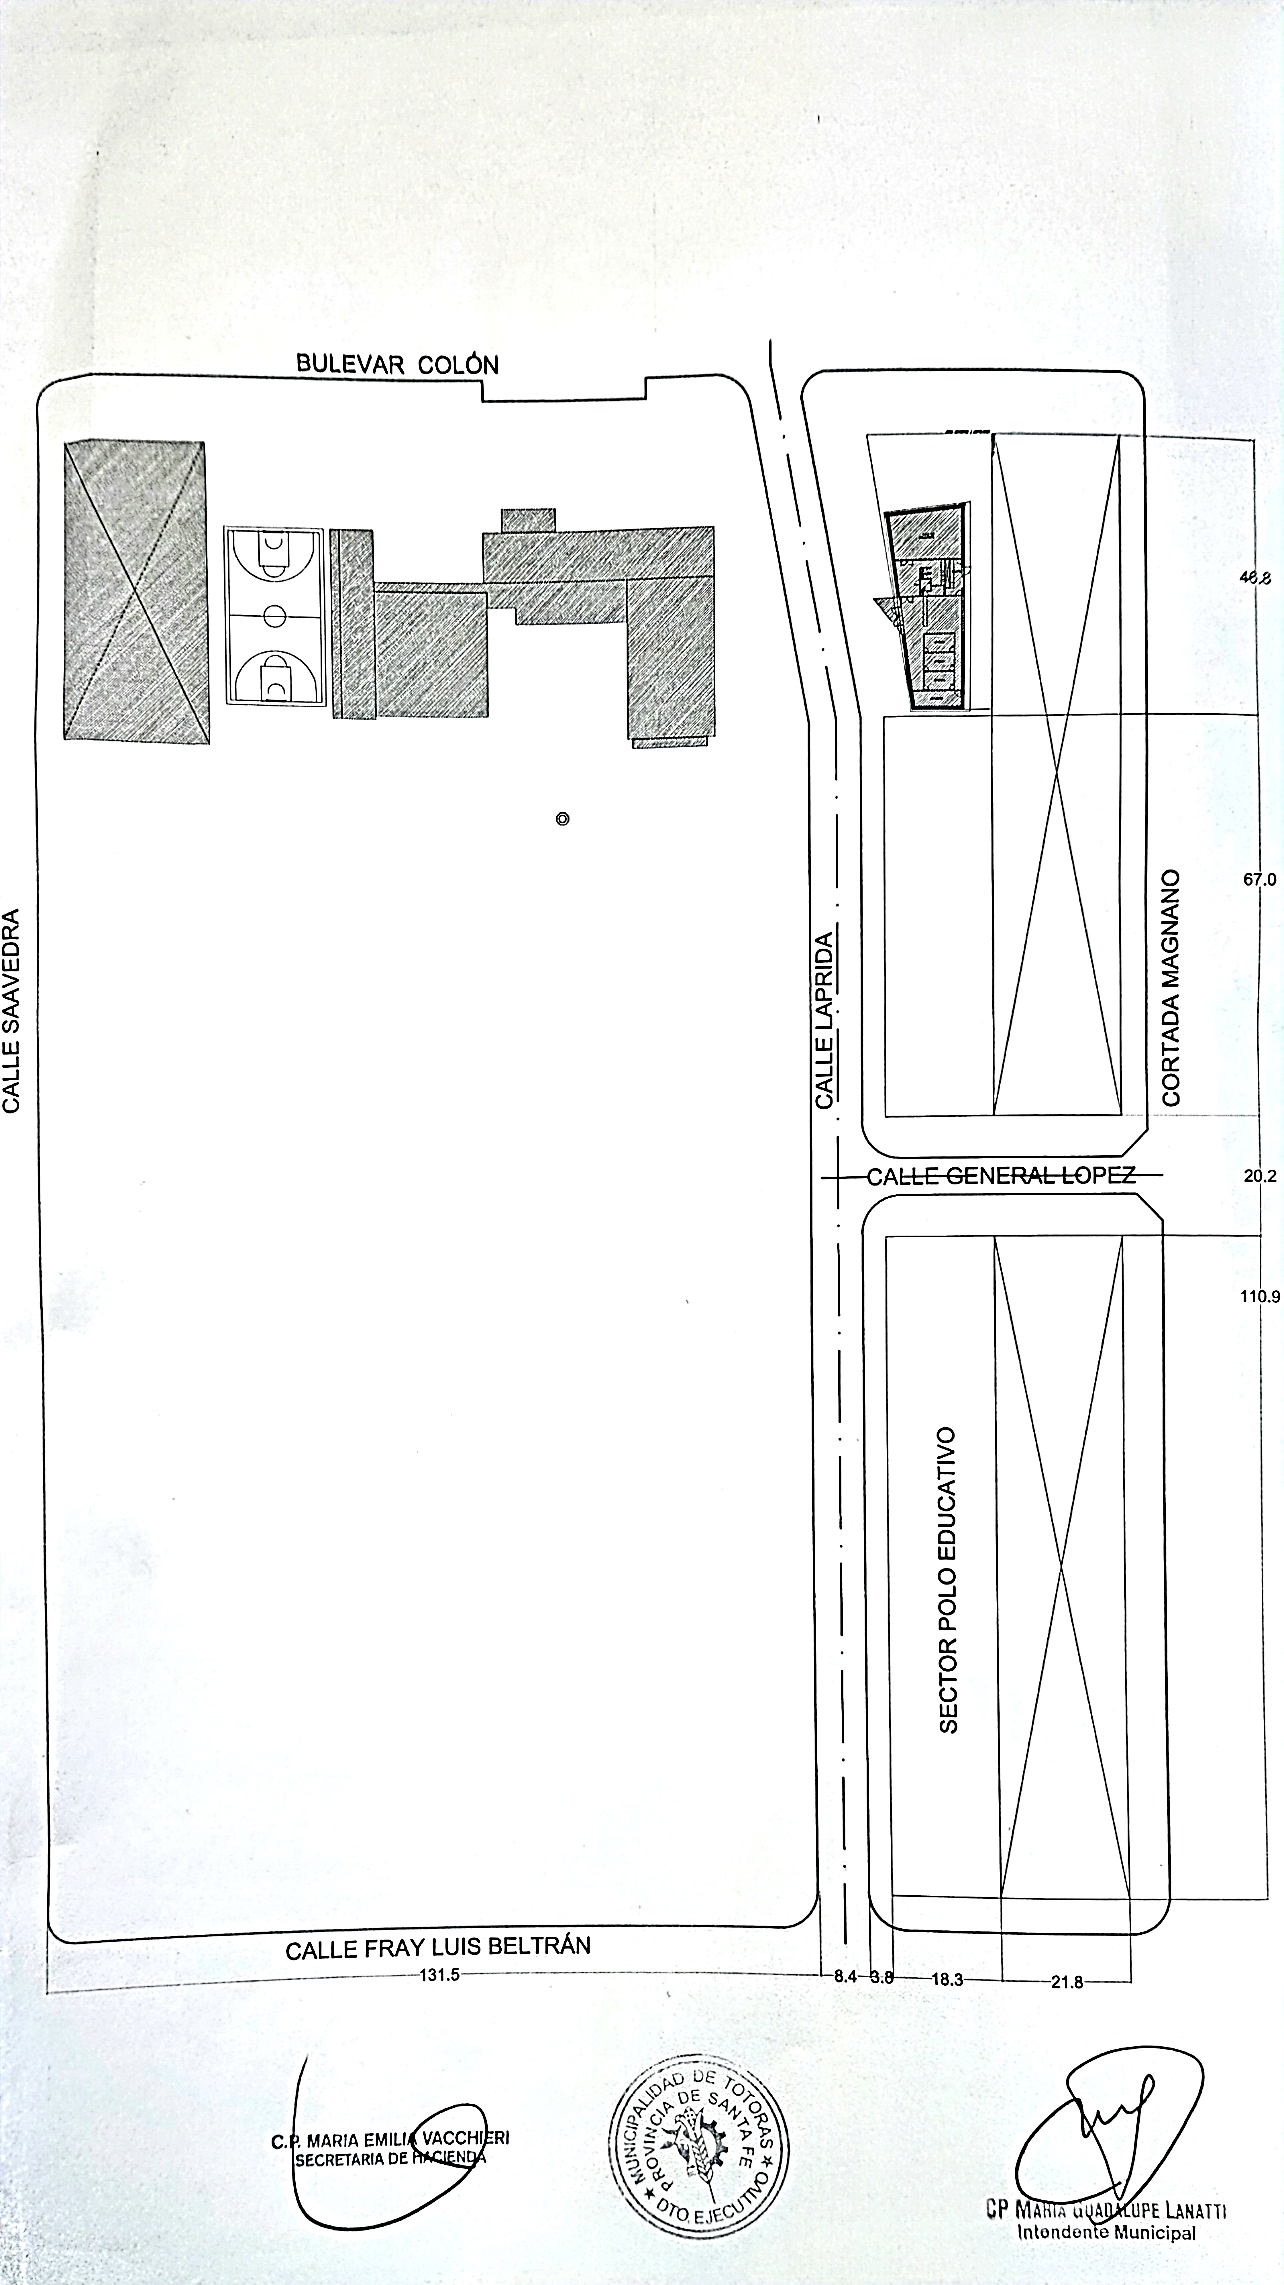 BULEVAR COLÓN
46.8
67.0
CALLE SAAVEDRA
CALLE LAPRIDA
CORTADA MAGNANO
CALLE GENERAL LOPEZ
20.2
110.9
SECTOR POLO EDUCATIVO
CALLE FRAY LUIS BELTRÁN
131.5
8.4
3.8
18.3
21.8
C.P. MARIA EMILIA VACCHIERI
SECRETARIA DE HACIENDA
MUNICIPALIDAD DE TOTORAS
PROVINCIA DE SANTA FE
DTO. EJECUTIVO
CP MARIA GUADALUPE LANATTI
Intendente Municipal